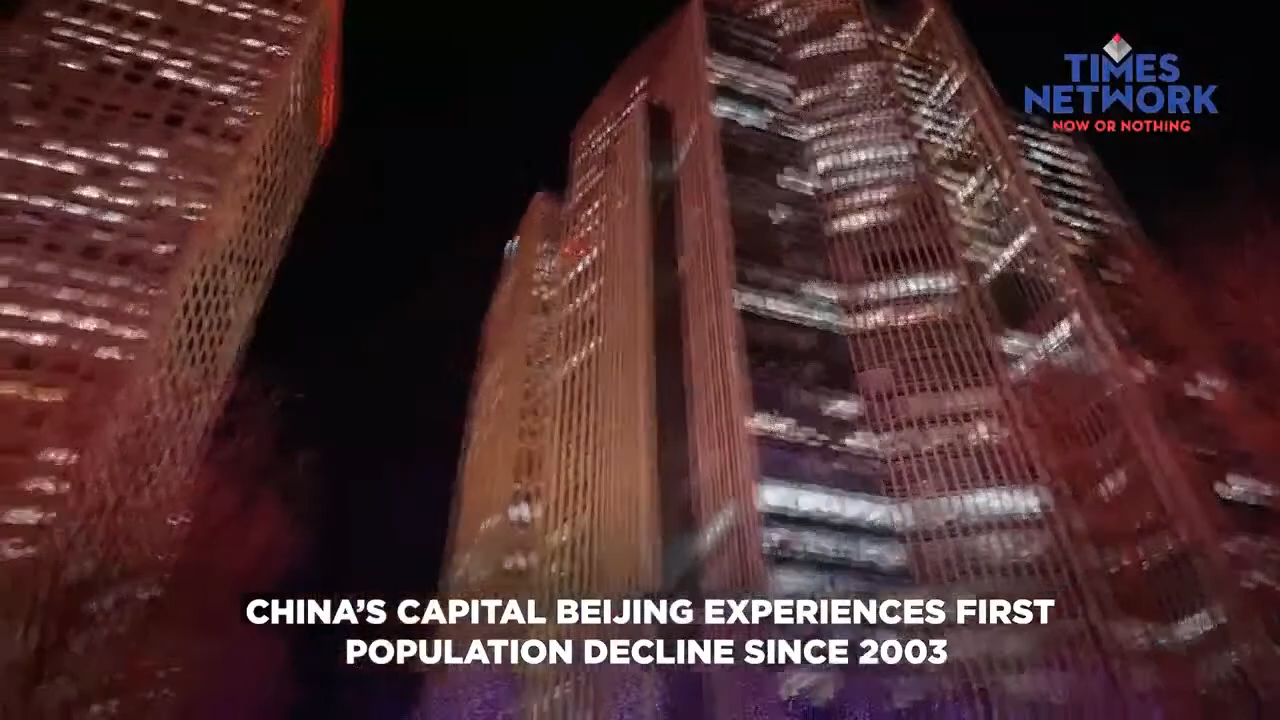 TIMES
NETWORK
NOW OR NOTHING
CHINA'S CAPITAL BEIJING EXPERIENCES FIRST
POPULATION DECLINE SINCE 2003